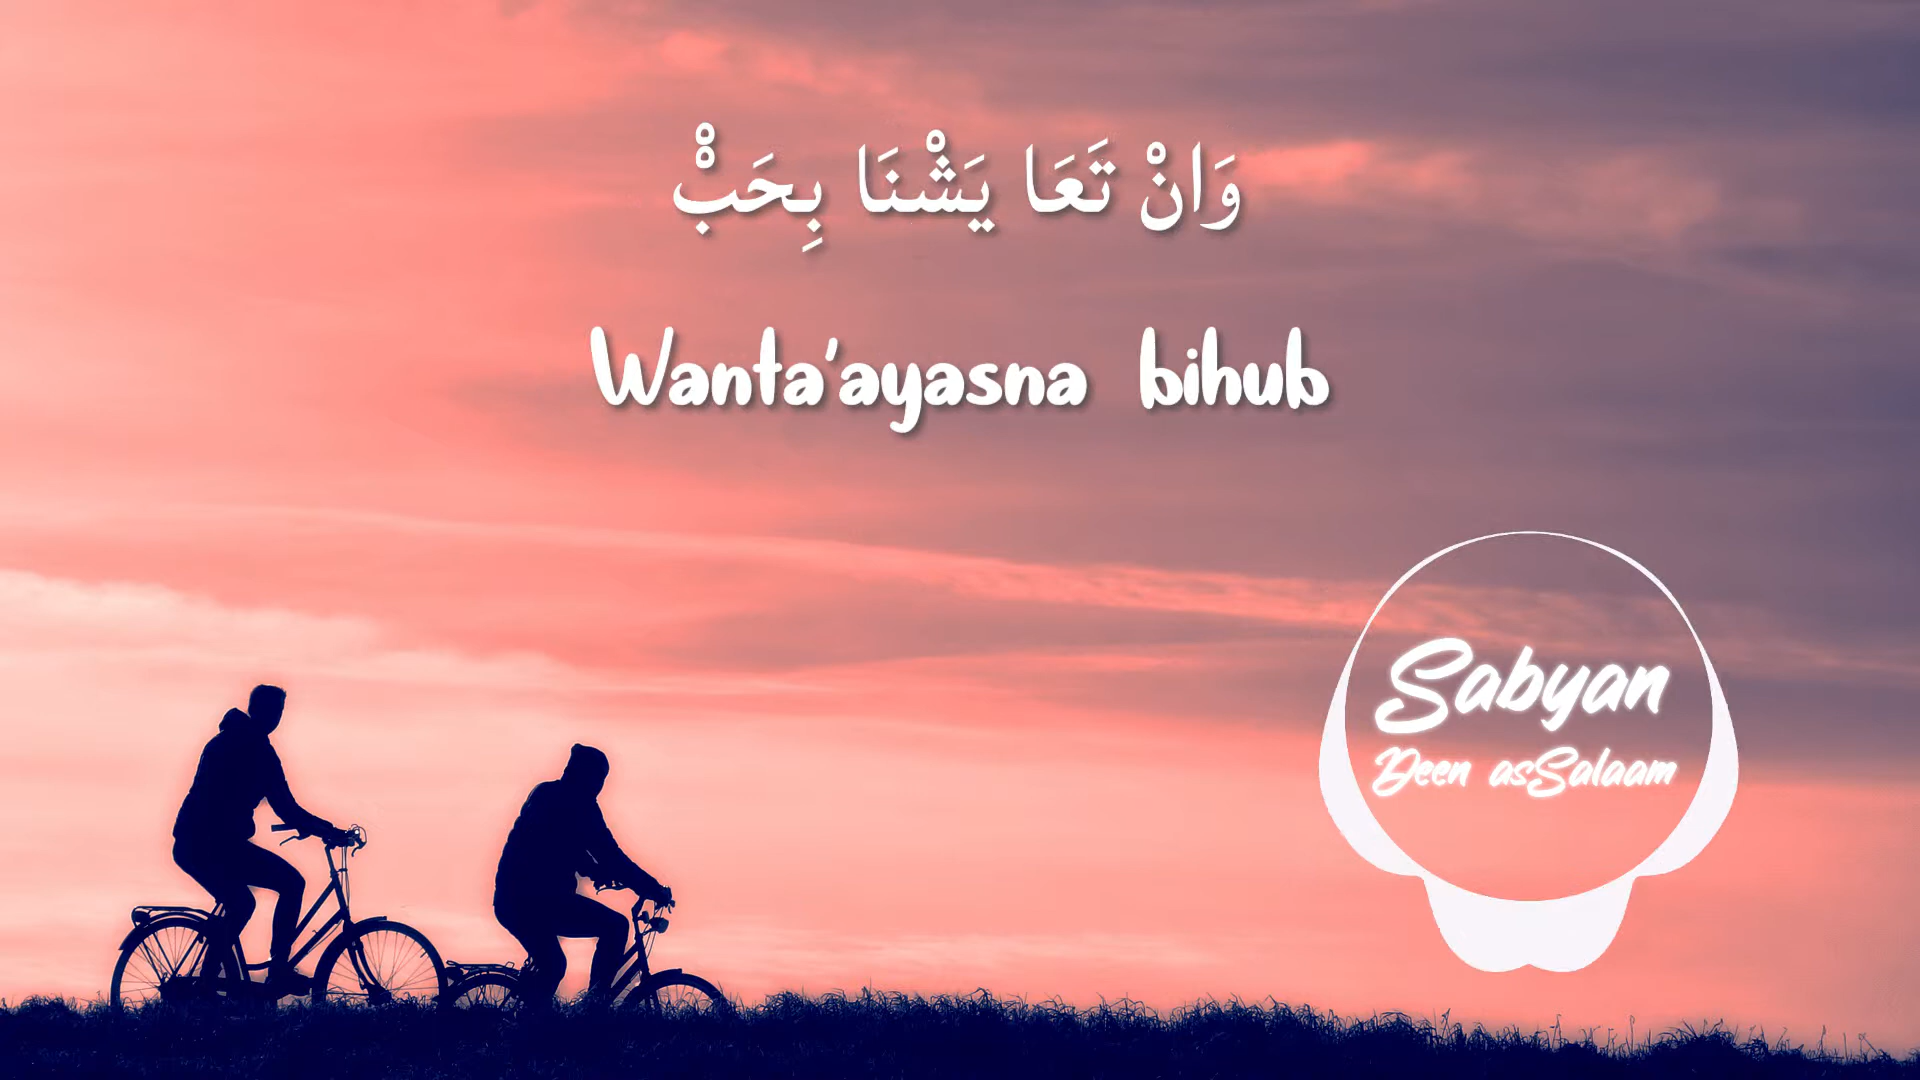 وَانْ تَعَا يَشْنَا بِحَبْْ
Wanta'ayasna bihub
Sabyan
Deen asSalaam